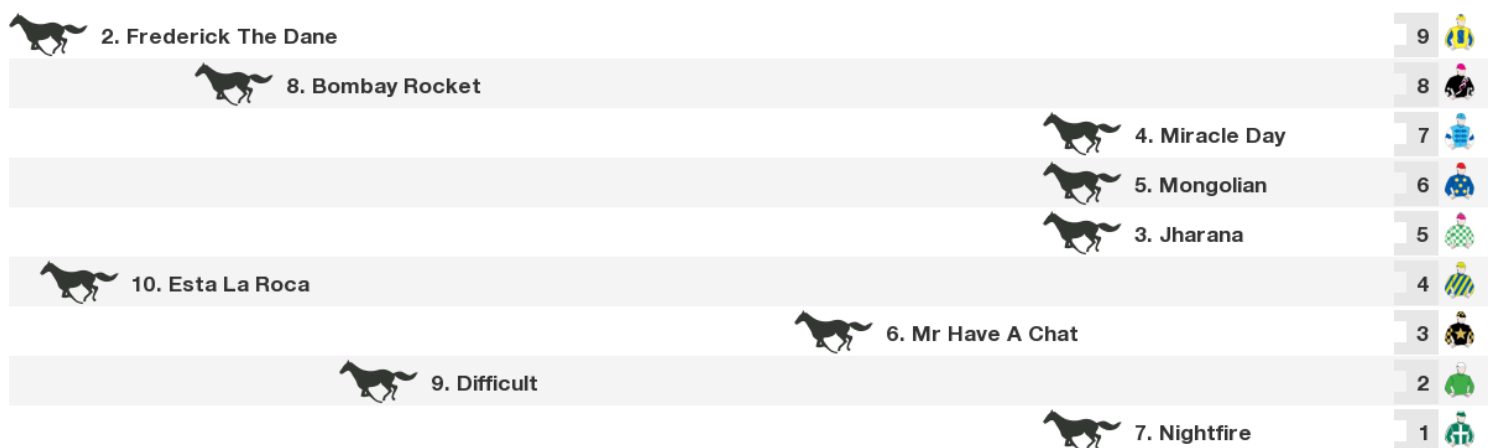 2. Frederick The Dane 9
8. Bombay Rocket 8
4. Miracle Day 7
5. Mongolian 6
3. Jharana 5
10. Esta La Roca 4
6. Mr Have A Chat 3
9. Difficult 2
7. Nightfire 1